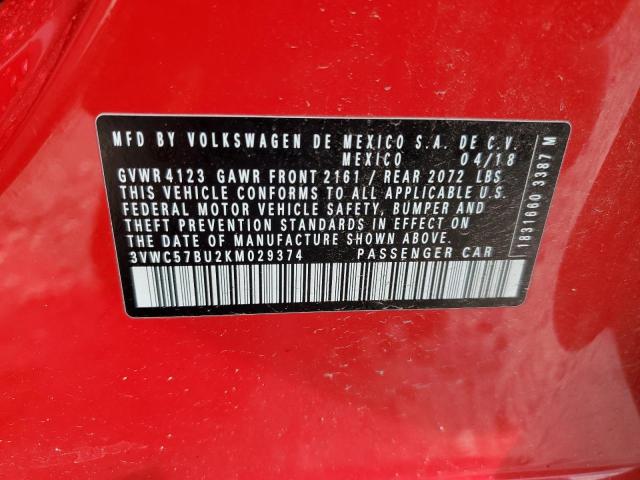 MFD BY VOLKSWAGEN DE MEXICO S.A. DE C.V.
MEXICO 04/18
GVWR 4123 GAWR FRONT 2161 / REAR 2072 LBS
THIS VEHICLE CONFORMS TO ALL APPLICABLE U.S.
FEDERAL MOTOR VEHICLE SAFETY, BUMPER AND
THEFT PREVENTION STANDARDS IN EFFECT ON
THE DATE OF MANUFACTURE SHOWN ABOVE.
3VWC57BU2KM029374 PASSENGER CAR
1831660 3387 M